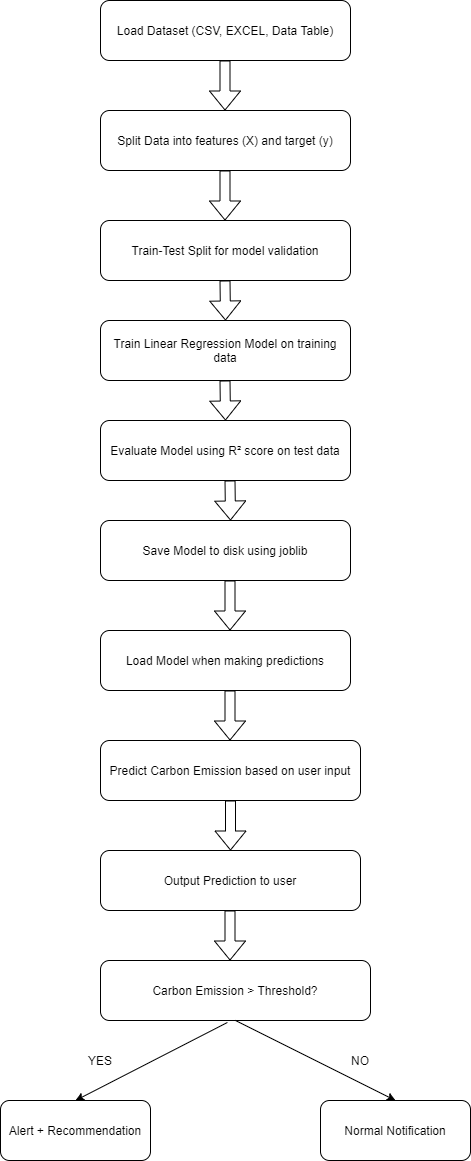 Load Dataset (CSV, EXCEL, Data Table)
Split Data into features (X) and target (y)
Train-Test Split for model validation
Train Linear Regression Model on training
data
Evaluate Model using R² score on test data
Save Model to disk using joblib
Load Model when making predictions
Predict Carbon Emission based on user input
Output Prediction to user
Carbon Emission > Threshold?
YES
NO
Alert + Recommendation
Normal Notification